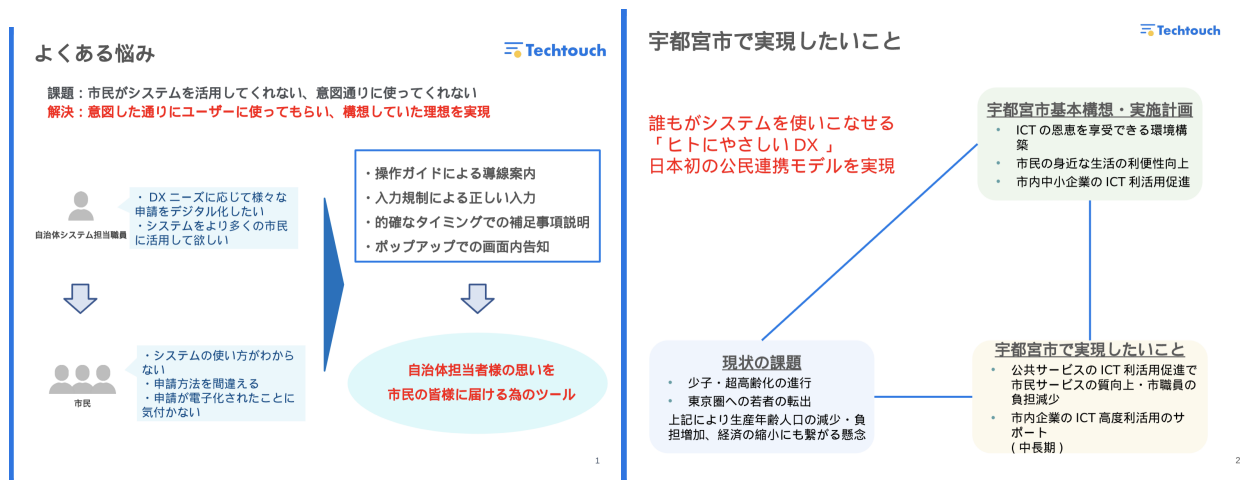 よくある悩み
Techtouch
課題：市民がシステムを活用してくれない、意図通りに使ってくれない
解決：意図した通りにユーザーに使ってもらい、構想していた理想を実現
自治体システム担当職員
・ DX ニーズに応じて様々な
申請をデジタル化したい
・システムをより多くの市民
に活用して欲しい
市民
・システムの使い方がわから
ない
・申請方法を間違える
・申請が電子化されたことに
気付かない
・操作ガイドによる導線案内
・入力規制による正しい入力
・的確なタイミングでの補足事項説明
・ポップアップでの画面内告知
自治体担当者様の思いを
市民の皆様に届ける為のツール
1
宇都宮市で実現したいこと
Techtouch
誰もがシステムを使いこなせる
「ヒトにやさしい DX 」
日本初の公民連携モデルを実現
宇都宮市基本構想・実施計画
• ICT の恩恵を享受できる環境構
築
• 市民の身近な生活の利便性向上
• 市内中小企業の ICT 利活用促進
現状の課題
• 少子・超高齢化の進行
• 東京圏への若者の転出
上記により生産年齢人口の減少・負
担増加、経済の縮小にも繋がる懸念
宇都宮市で実現したいこと
• 公共サービスの ICT 利活用促進で
市民サービスの質向上・市職員の
負担減少
• 市内企業の ICT 高度利活用のサ
ポート
( 中長期 )
2